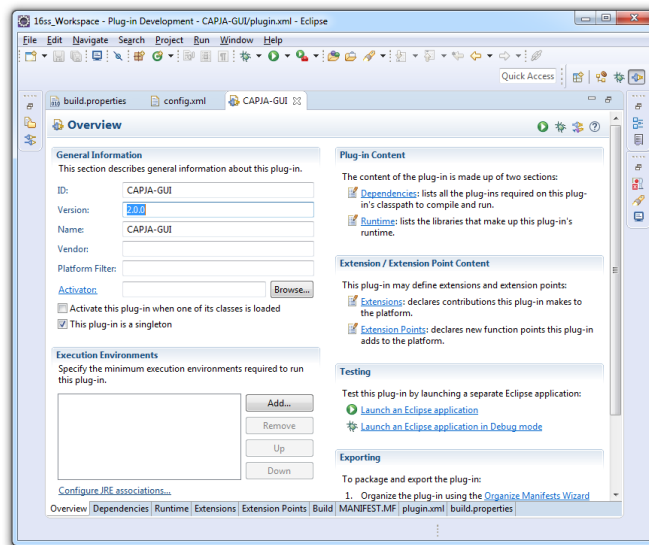 16ss_Workspace - Plug-in Development - CAPJA-GUI/plugin.xml - Eclipse
File Edit Navigate Search Project Run Window Help
Quick Access
build.properties config.xml CAPJA-GUI
Overview
General Information
This section describes general information about this plug-in.
ID: CAPJA-GUI
Version: 2.0.0
Name: CAPJA-GUI
Vendor:
Platform Filter:
Activator: Browse...
Activate this plug-in when one of its classes is loaded
This plug-in is a singleton
Execution Environments
Specify the minimum execution environments required to run
this plug-in.
Add...
Remove
Up
Down
Configure JRE associations...
Plug-in Content
The content of the plug-in is made up of two sections:
Dependencies: lists all the plug-ins required on this plug-
in's classpath to compile and run.
Runtime: lists the libraries that make up this plug-in's
runtime.
Extension / Extension Point Content
This plug-in may define extensions and extension points:
Extensions: declares contributions this plug-in makes to
the platform.
Extension Points: declares new function points this plug-in
adds to the platform.
Testing
Test this plug-in by launching a separate Eclipse application:
Launch an Eclipse application
Launch an Eclipse application in Debug mode
Exporting
To package and export the plug-in:
1. Organize the plug-in using the Organize Manifests Wizard
Overview Dependencies Runtime Extensions Extension Points Build MANIFEST.MF plugin.xml build.properties